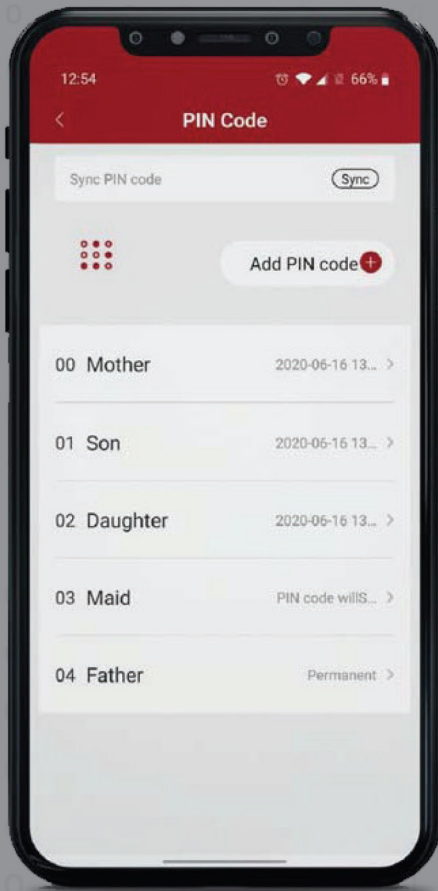 12:54 66%
PIN Code
Sync PIN code Sync
Add PIN code
00 Mother 2020-06-16 13...
01 Son 2020-06-16 13...
02 Daughter 2020-06-16 13...
03 Maid PIN code willS...
04 Father Permanent